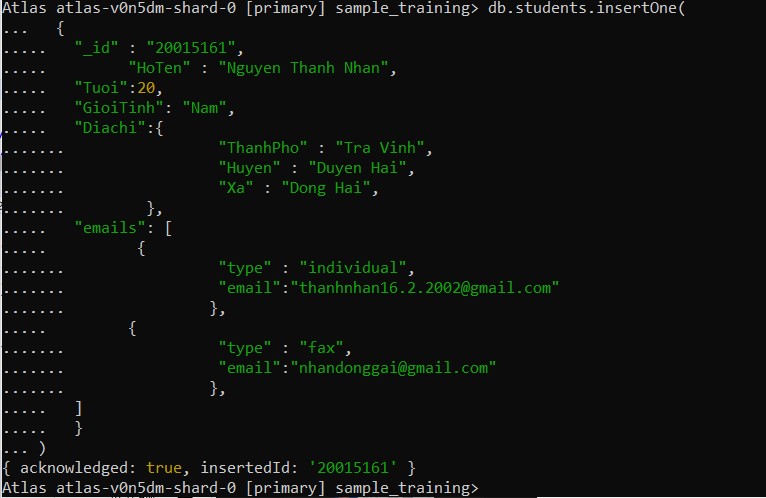 Atlas atlas-v0n5dm-shard-0 [primary] sample_training> db.students.insertOne(
...    {
.....    "_id" : "20015161",
.....          "HoTen" : "Nguyen Thanh Nhan",
.....    "Tuoi":20,
.....    "GioiTinh": "Nam",
.....    "Diachi":{
.......                  "ThanhPho" : "Tra Vinh",
.......                  "Huyen" : "Duyen Hai",
.......                  "Xa" : "Dong Hai",
.......          },
.....    "emails": [
.....           {
.......                  "type" : "individual",
.......                  "email":"thanhnhan16.2.2002@gmail.com"
.......                 },
.....          {
.......                  "type" : "fax",
.......                  "email":"nhandonggai@gmail.com"
.......                 },
.....    ]
.....    }
... )
{ acknowledged: true, insertedId: '20015161' }
Atlas atlas-v0n5dm-shard-0 [primary] sample_training>